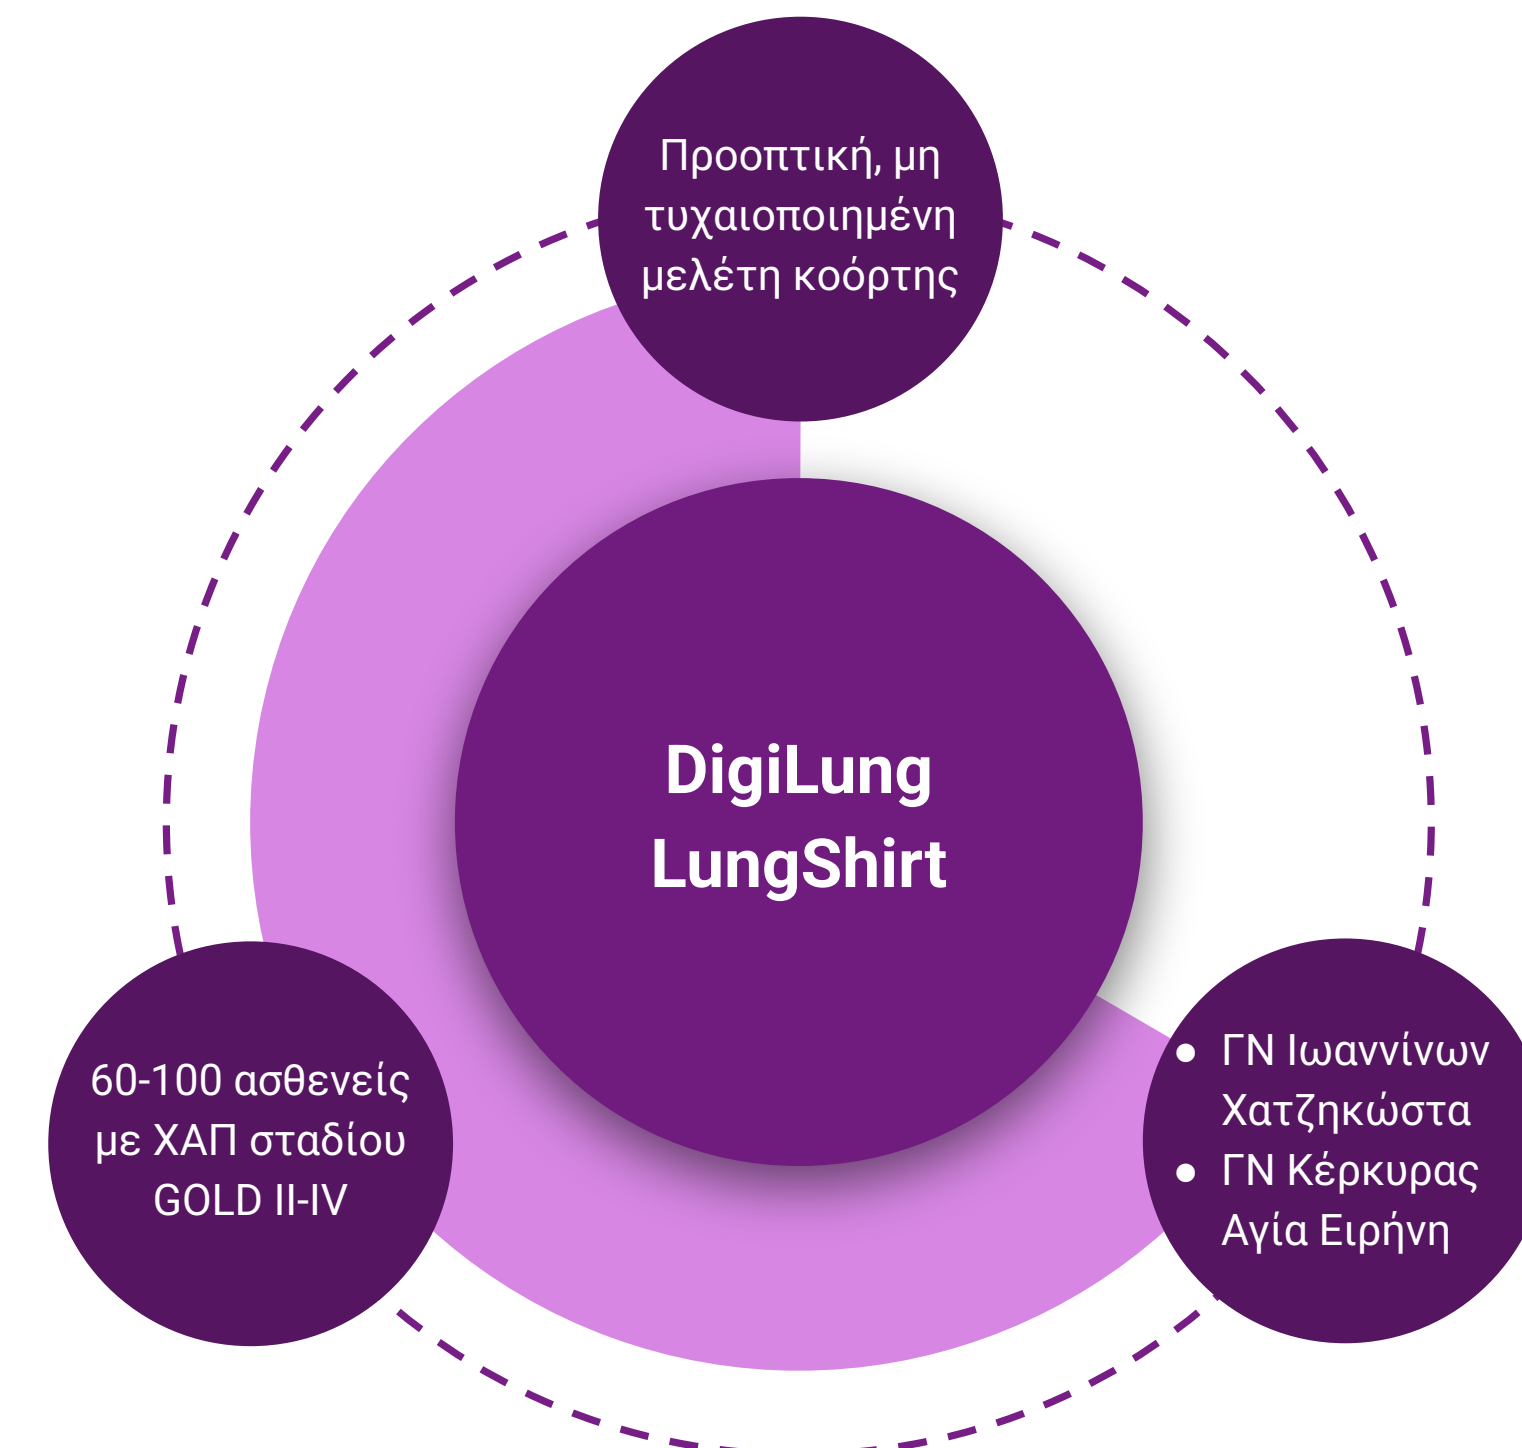 Προοπτική, μη
τυχαιοποιημένη
μελέτη κοόρτης
DigiLung
LungShirt
60-100 ασθενείς
με ΧΑΠ σταδίου
GOLD II-IV
● ΓΝ Ιωαννίνων
Χατζηκώστα
● ΓΝ Κέρκυρας
Αγία Ειρήνη